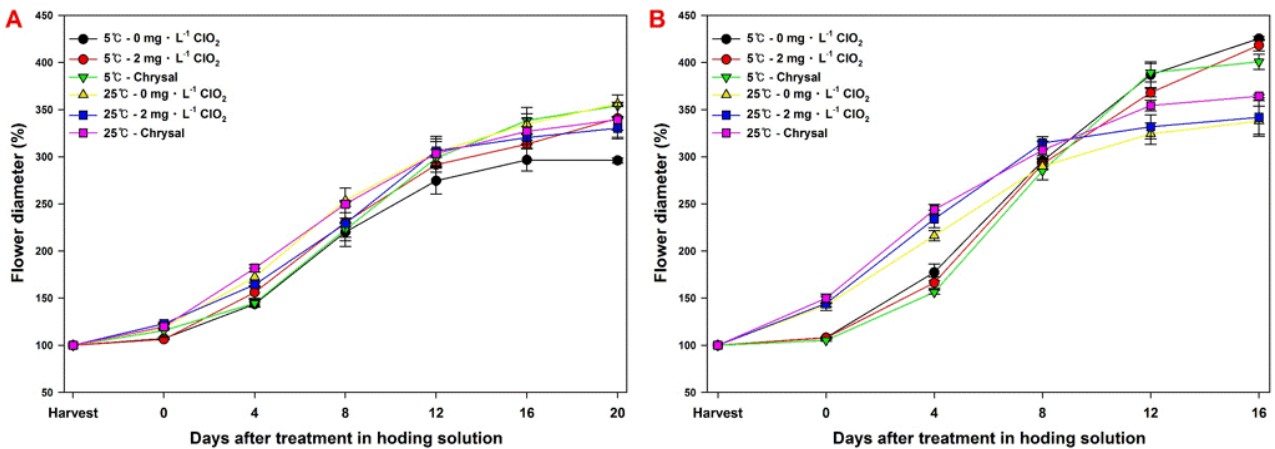 A
450
400
350
300
250
200
150
100
50
Flower diameter (%)
5℃ - 0 mg · L⁻¹ ClO₂
5℃ - 2 mg · L⁻¹ ClO₂
5℃ - Chrysal
25℃ - 0 mg · L⁻¹ ClO₂
25℃ - 2 mg · L⁻¹ ClO₂
25℃ - Chrysal
Harvest 0 4 8 12 16 20
Days after treatment in hoding solution
B
450
400
350
300
250
200
150
100
50
Flower diameter (%)
5℃ - 0 mg · L⁻¹ ClO₂
5℃ - 2 mg · L⁻¹ ClO₂
5℃ - Chrysal
25℃ - 0 mg · L⁻¹ ClO₂
25℃ - 2 mg · L⁻¹ ClO₂
25℃ - Chrysal
Harvest 0 4 8 12 16
Days after treatment in hoding solution